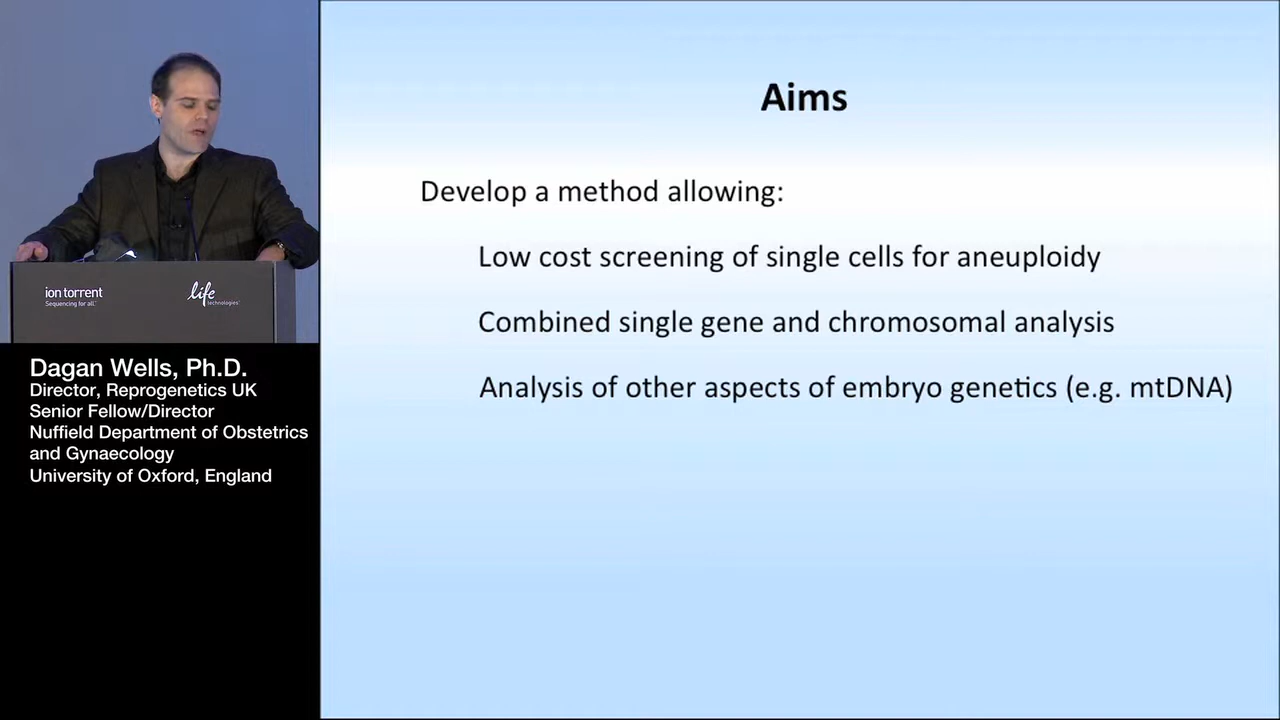 Aims
Develop a method allowing:
Low cost screening of single cells for aneuploidy
Combined single gene and chromosomal analysis
Analysis of other aspects of embryo genetics (e.g. mtDNA)
ion torrent
Sequencing for all.
life
technologies
Dagan Wells, Ph.D.
Director, Reprogenetics UK
Senior Fellow/Director
Nuffield Department of Obstetrics
and Gynaecology
University of Oxford, England